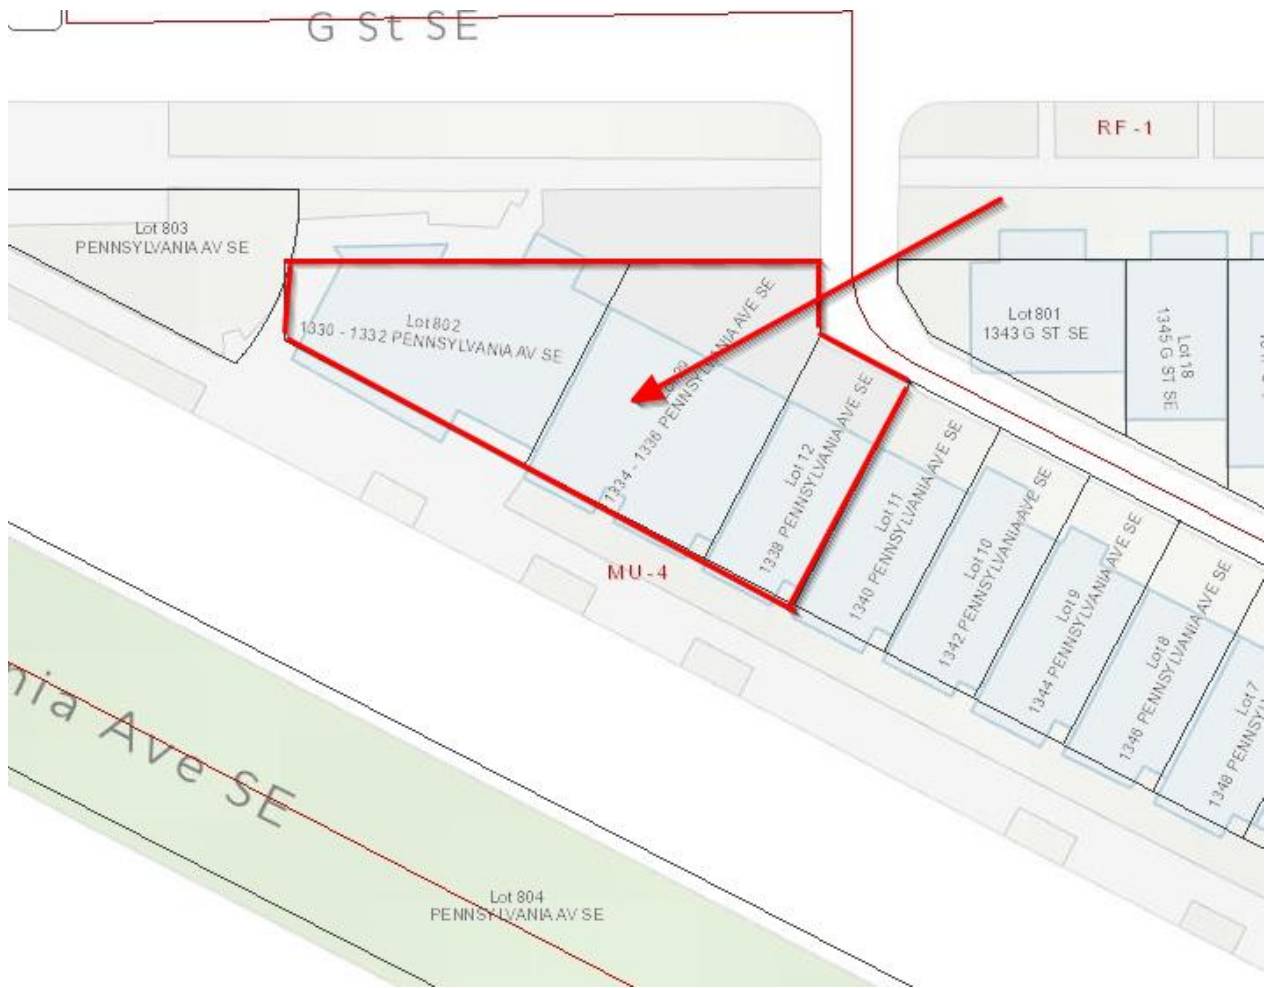 G St SE
RF-1
Lot 803
PENNSYLVANIA AV SE
Lot 802
1330 - 1332 PENNSYLVANIA AV SE
1334 - 1336 PENNSYLVANIA AVE SE
Lot 12
1338 PENNSYLVANIA AVE SE
Lot 801
1343 G ST SE
Lot 18
1345 G ST SE
Lot 11
1340 PENNSYLVANIA AVE SE
Lot 10
1342 PENNSYLVANIA AVE SE
Lot 9
1344 PENNSYLVANIA AVE SE
Lot 8
1346 PENNSYLVANIA AVE SE
Lot 7
1348 PENNSYL
MU-4
nia Ave SE
Lot 804
PENNSYLVANIA AV SE